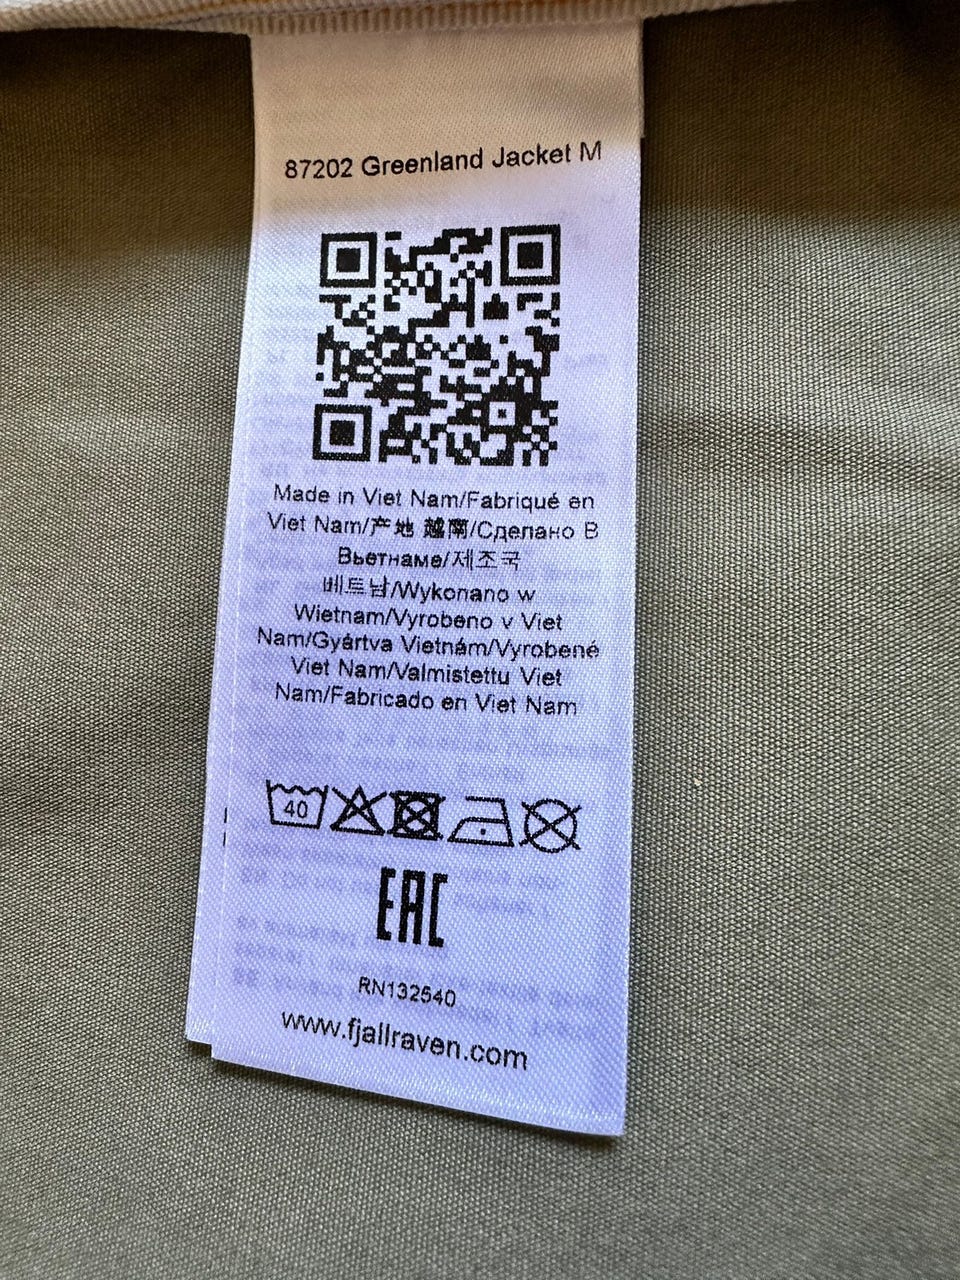 87202 Greenland Jacket M
Made in Viet Nam/Fabriqué en
Viet Nam/产地 越南/Сделано В
Вьетнаме/제조국
베트남/Wykonano w
Wietnam/Vyrobeno v Viet
Nam/Gyártva Vietnám/Vyrobené
Viet Nam/Valmistettu Viet
Nam/Fabricado en Viet Nam
40
EAC
RN132540
www.fjallraven.com